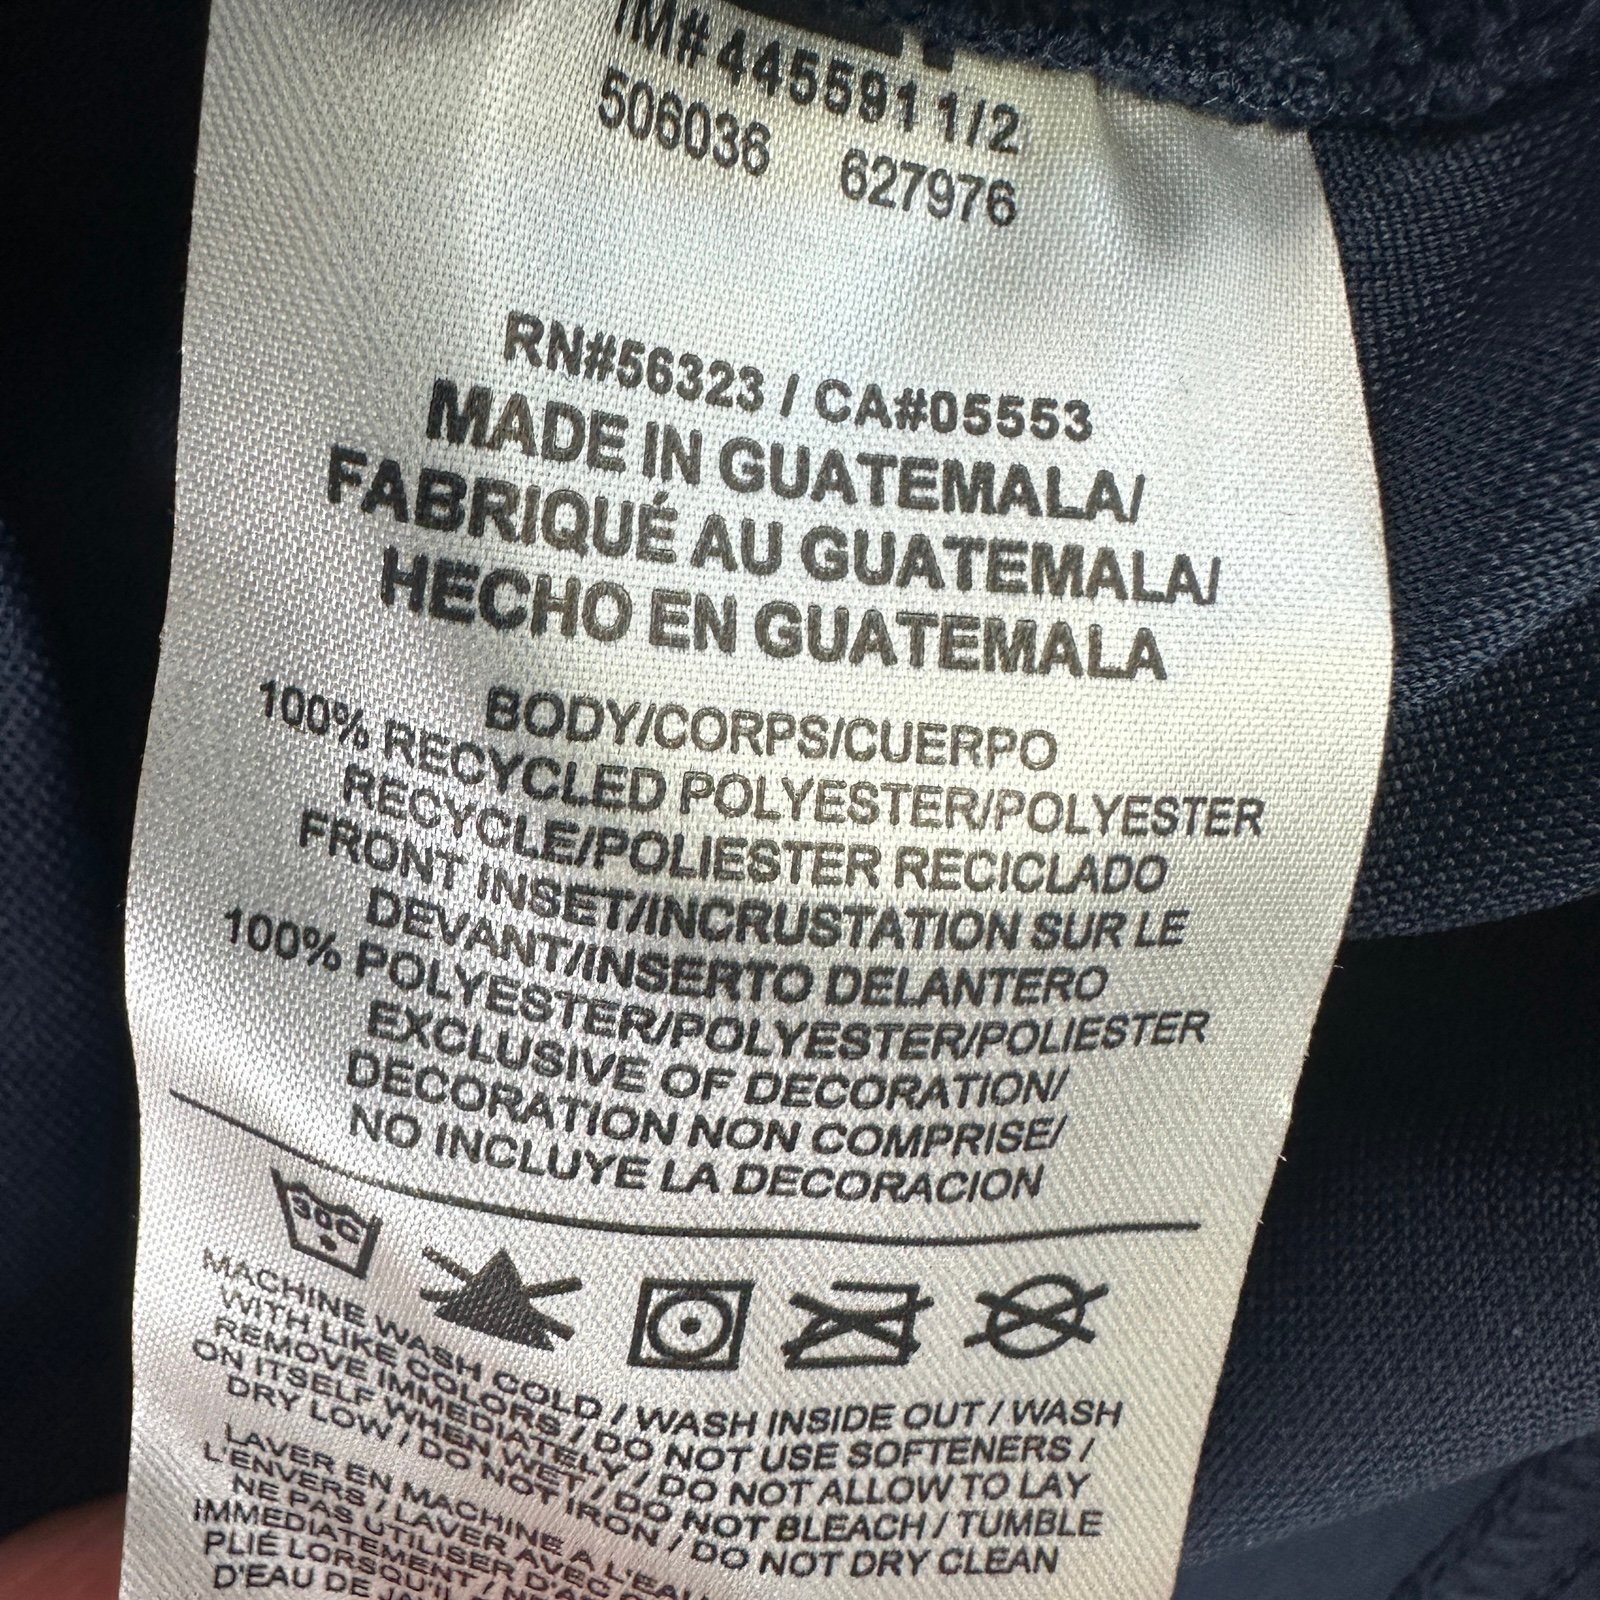 IM#445591 1/2
506036 627976
RN#56323 / CA#05553
MADE IN GUATEMALA/
FABRIQUÉ AU GUATEMALA/
HECHO EN GUATEMALA
BODY/CORPS/CUERPO
100% RECYCLED POLYESTER/POLYESTER
RECYCLE/POLIESTER RECICLADO
FRONT INSET/INCRUSTATION SUR LE
DEVANT/INSERTO DELANTERO
100% POLYESTER/POLYESTER/POLIESTER
EXCLUSIVE OF DECORATION/
DECORATION NON COMPRISE/
NO INCLUYE LA DECORACION
30C
MACHINE WASH COLD / WASH INSIDE OUT / WASH
WITH LIKE COLORS / DO NOT USE SOFTENERS /
REMOVE IMMEDIATELY / DO NOT ALLOW TO LAY
ON ITSELF WHEN WET / DO NOT BLEACH / TUMBLE
DRY LOW / DO NOT IRON / DO NOT DRY CLEAN
LAVER EN MACHINE A L'EAU
L'ENVERS / LAVER AVEC
NE PAS UTILISER D'A
IMMEDIATEMENT /
PLIÉ LORSQU'IL
D'EAU DE